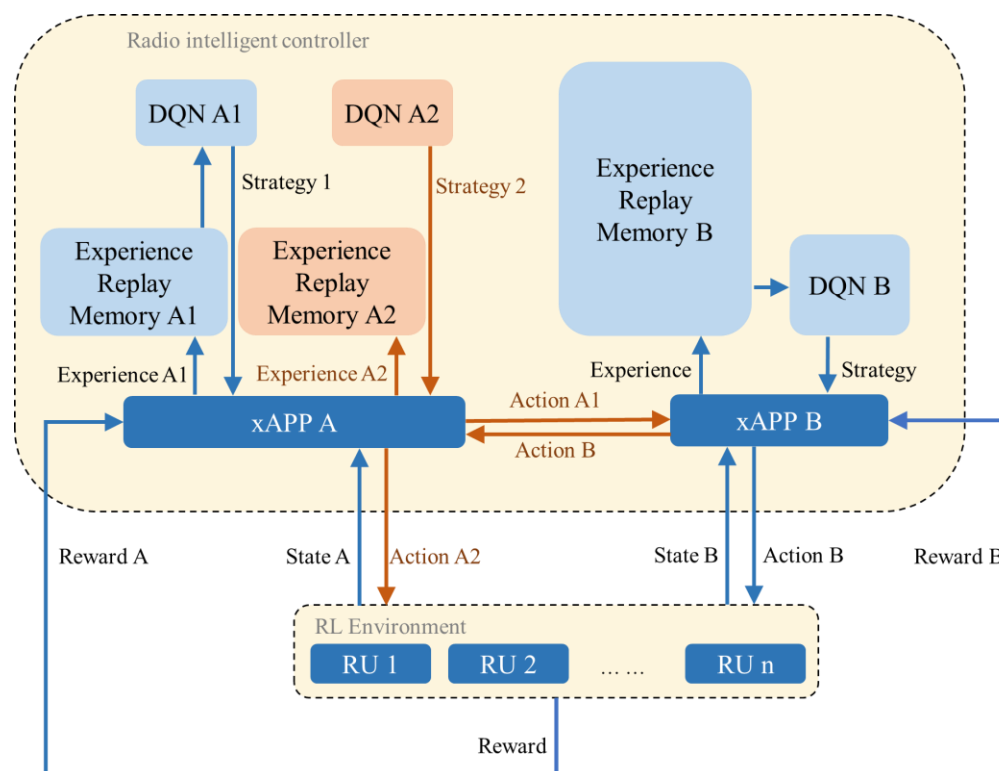 Radio intelligent controller
DQN A1
DQN A2
Strategy 1
Strategy 2
Experience
Replay
Memory A1
Experience
Replay
Memory A2
Experience
Replay
Memory B
DQN B
Experience A1
Experience A2
Experience
Strategy
xAPP A
Action A1
Action B
xAPP B
Reward A
State A
Action A2
State B
Action B
Reward B
RL Environment
RU 1
RU 2
... ...
RU n
Reward